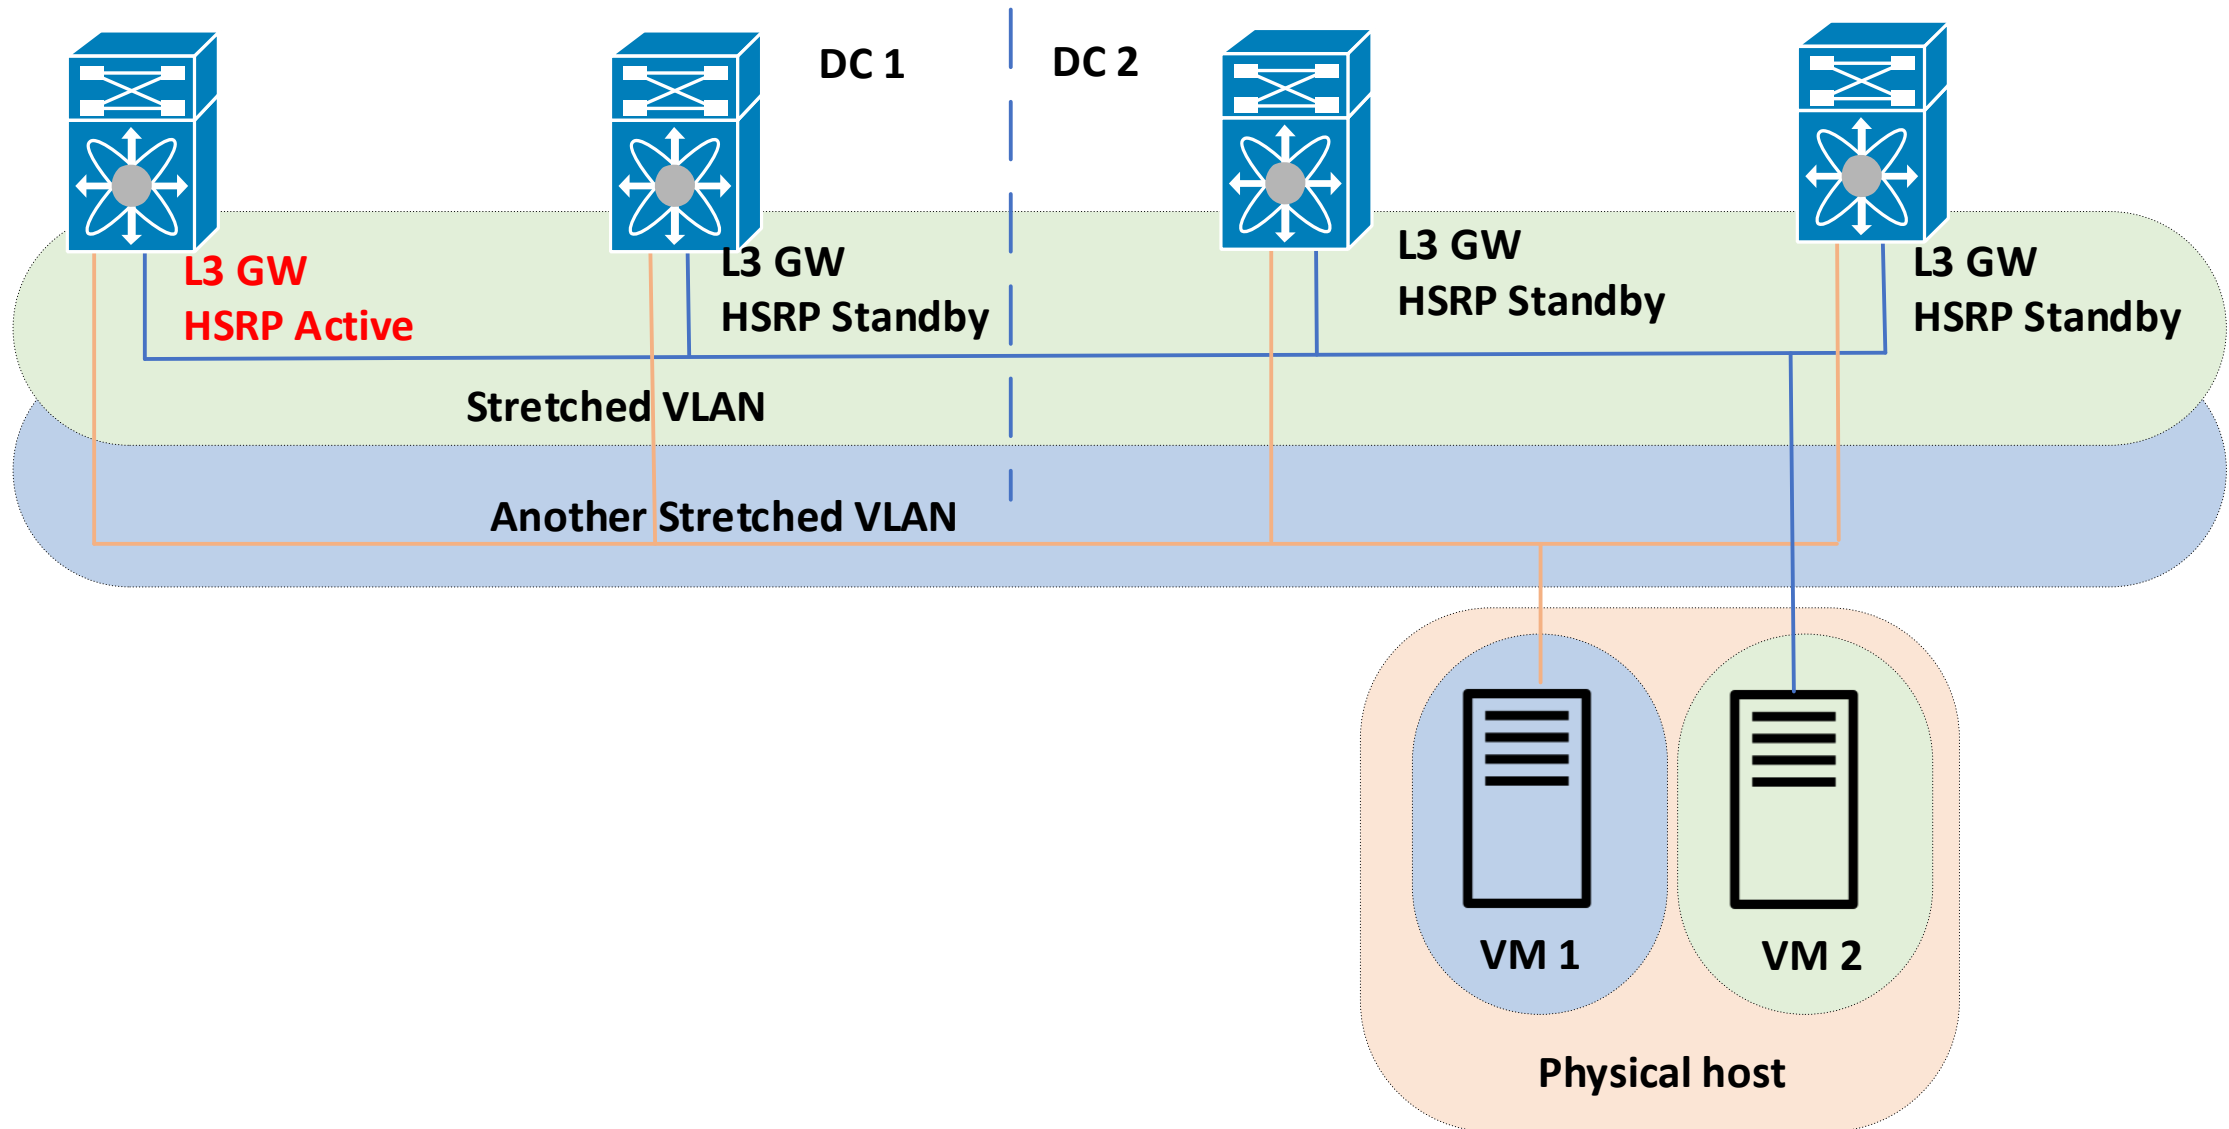 DC 1
DC 2
L3 GW
HSRP Active
L3 GW
HSRP Standby
L3 GW
HSRP Standby
L3 GW
HSRP Standby
Stretched VLAN
Another Stretched VLAN
VM 1
VM 2
Physical host